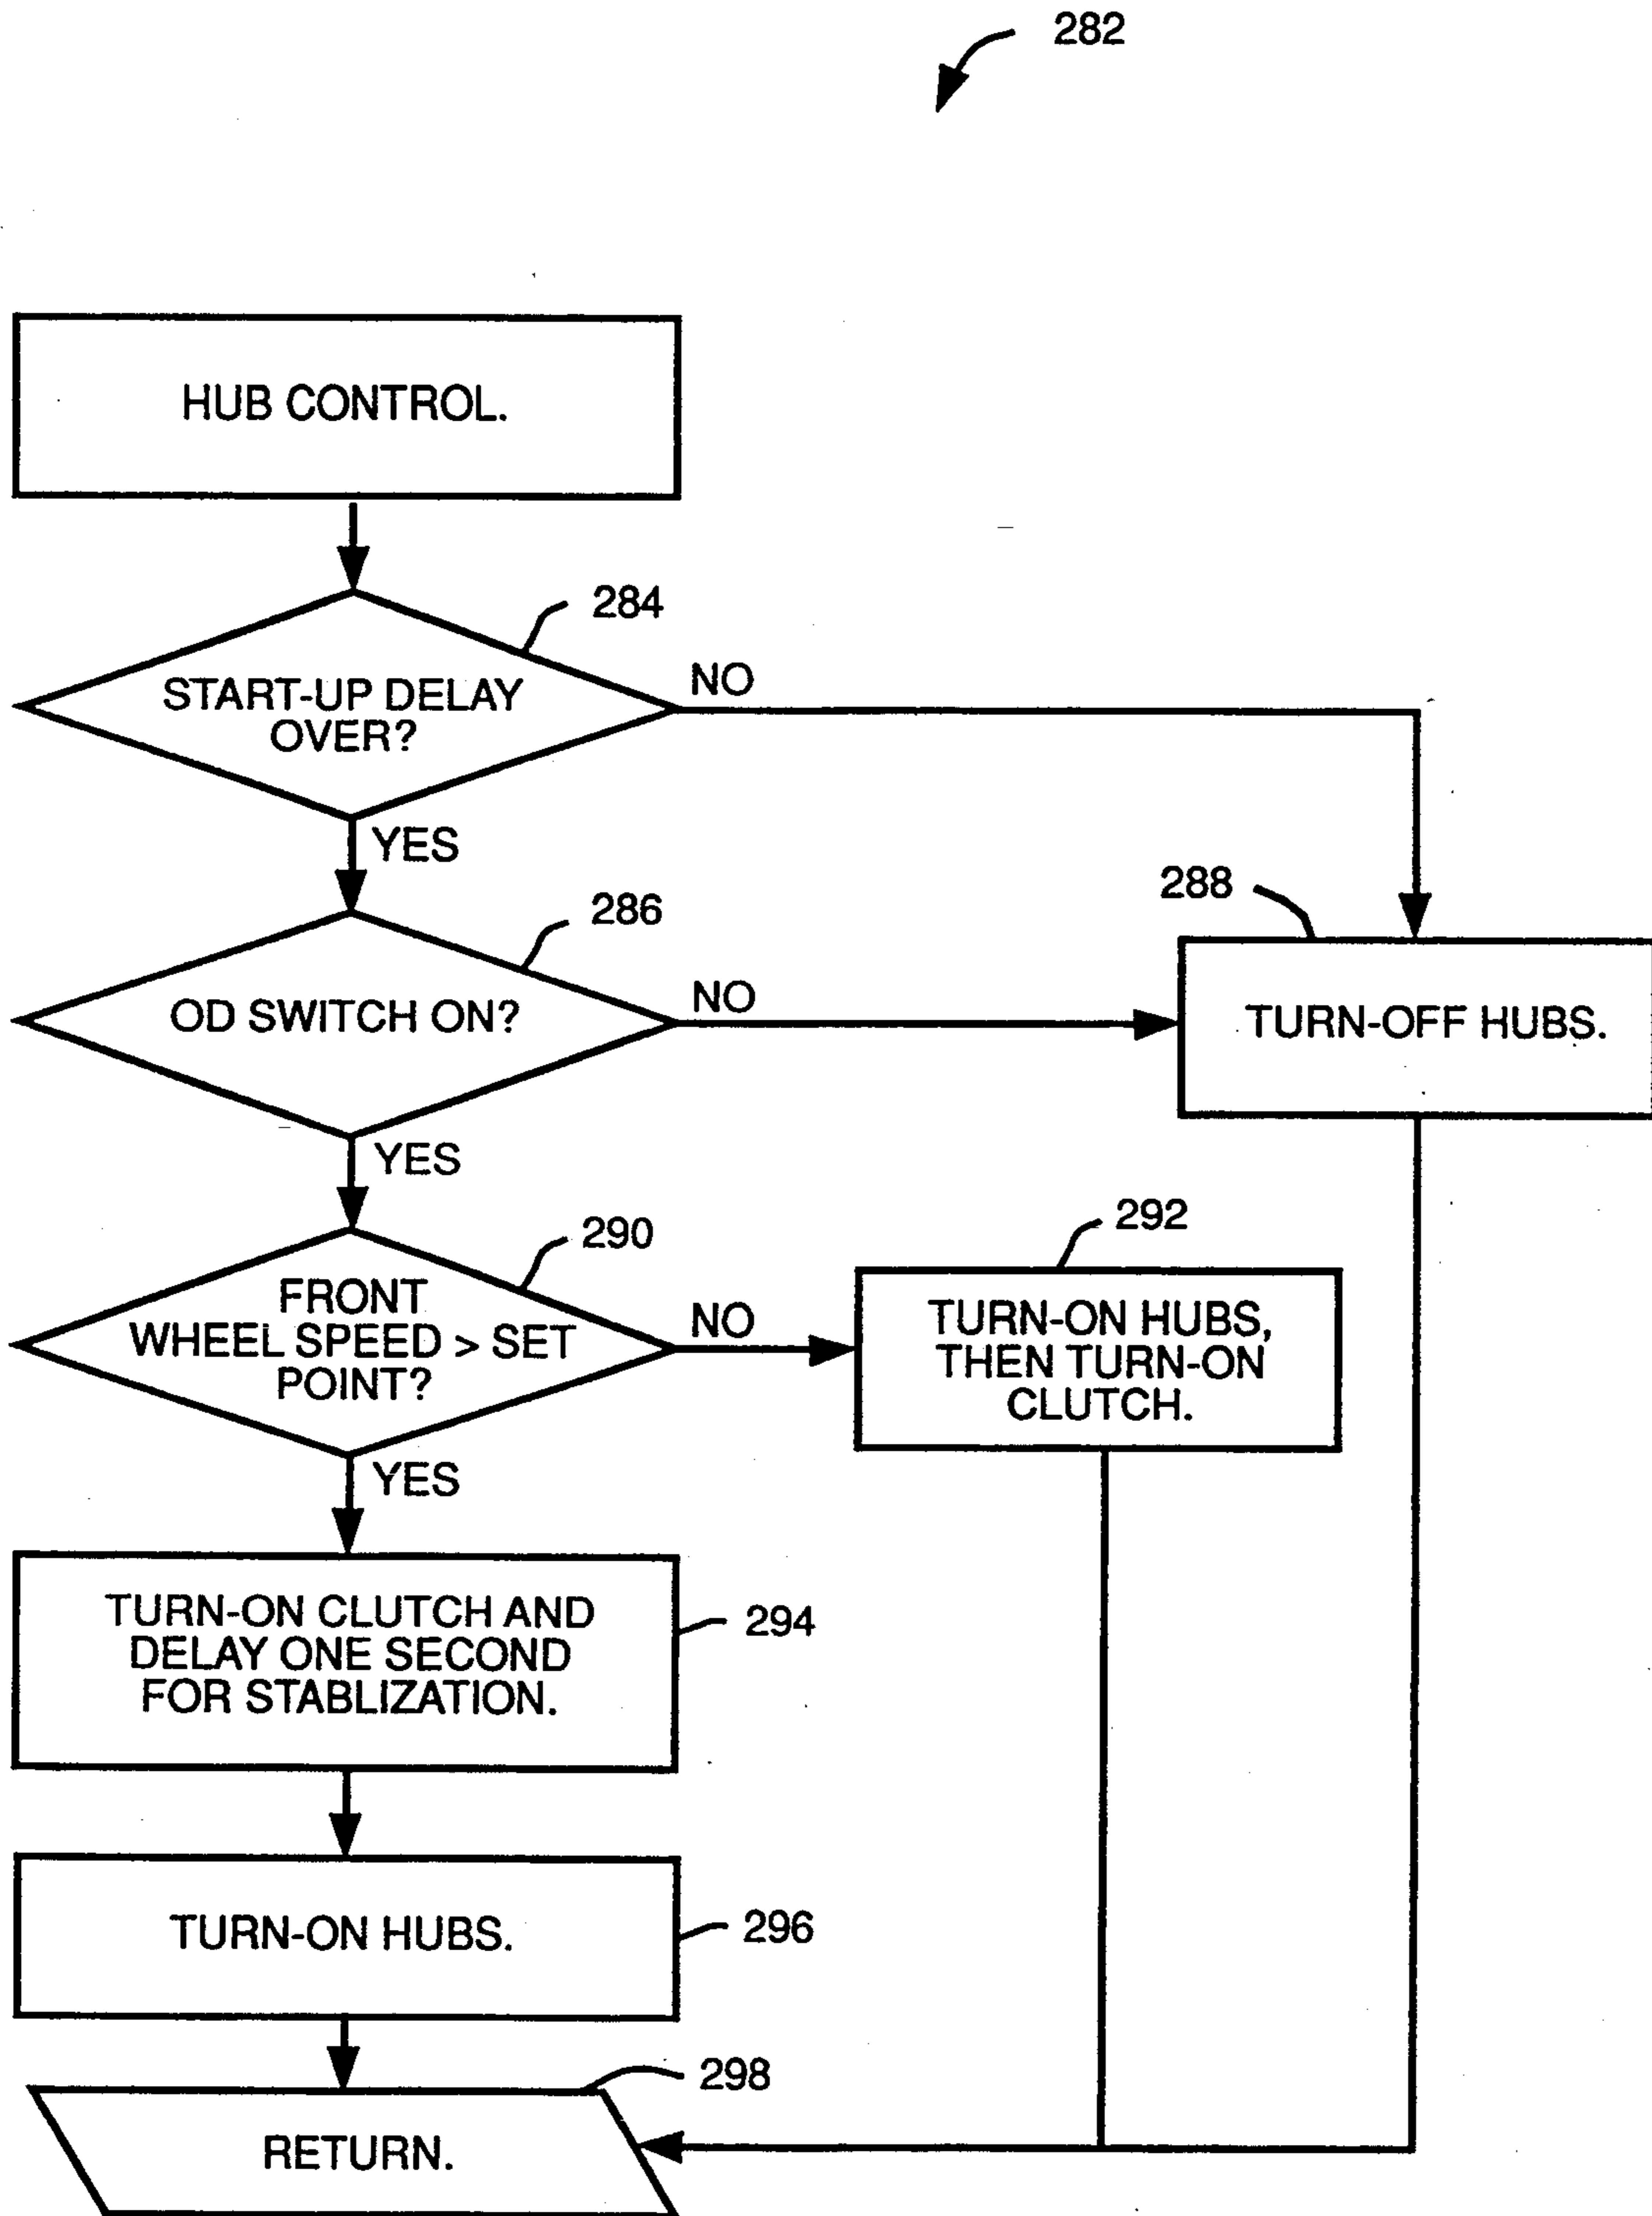 282
HUB CONTROL.
284
START-UP DELAY
OVER?
NO
YES
286
OD SWITCH ON?
NO
288
TURN-OFF HUBS.
YES
290
FRONT
WHEEL SPEED > SET
POINT?
NO
292
TURN-ON HUBS,
THEN TURN-ON
CLUTCH.
YES
TURN-ON CLUTCH AND
DELAY ONE SECOND
FOR STABLIZATION.
294
TURN-ON HUBS.
296
298
RETURN.